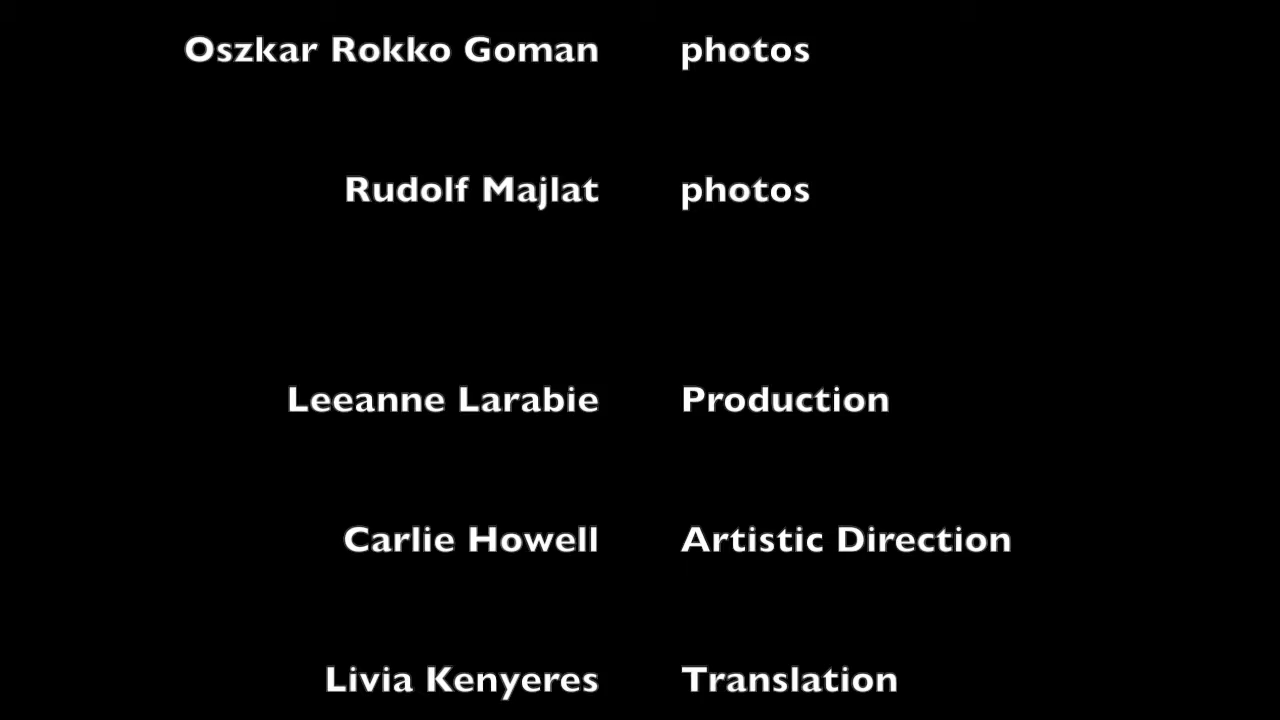 Oszkar Rokko Goman photos
Rudolf Majlat photos
Leeanne Larabie Production
Carlie Howell Artistic Direction
Livia Kenyeres Translation